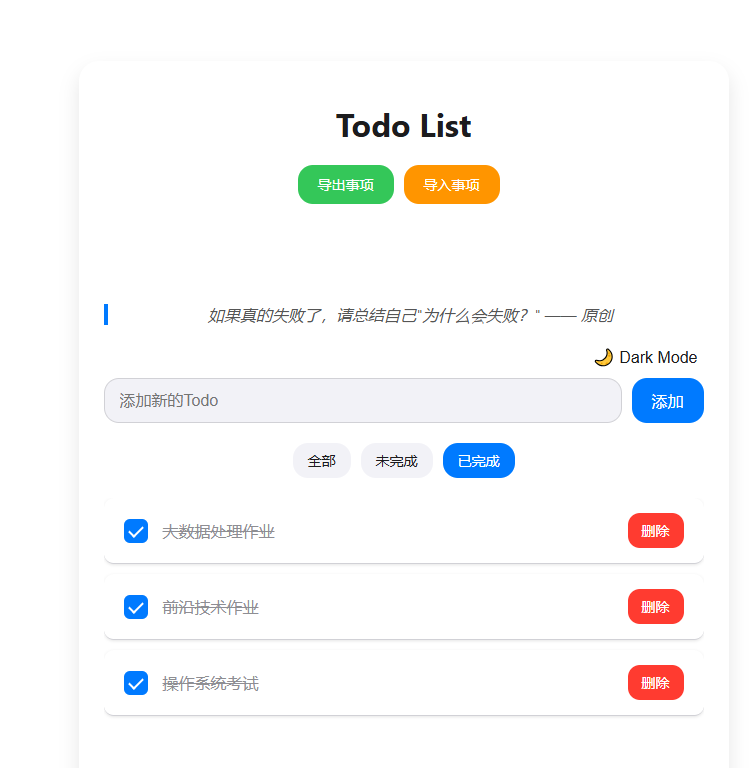 Todo List
导出事项 导入事项
如果真的失败了，请总结自己"为什么会失败？" —— 原创
🌙 Dark Mode
添加新的Todo 添加
全部 未完成 已完成
大数据处理作业 删除
前沿技术作业 删除
操作系统考试 删除